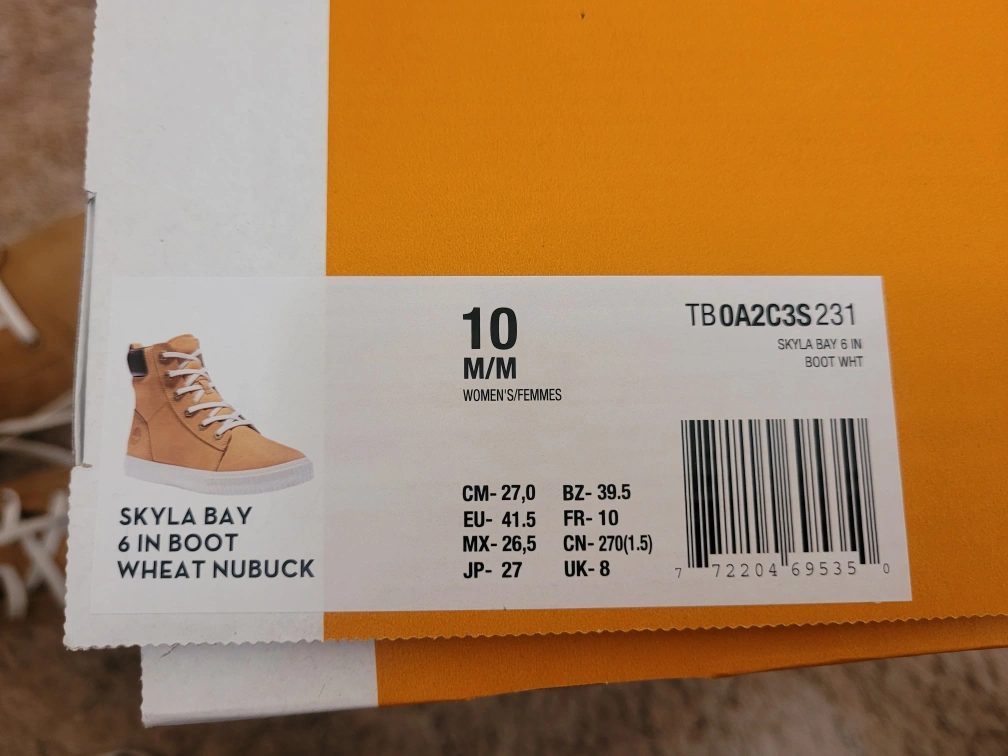 10
M/M
WOMEN'S/FEMMES
TB0A2C3S231
SKYLA BAY 6 IN
BOOT WHT
SKYLA BAY
6 IN BOOT
WHEAT NUBUCK
CM- 27,0 BZ- 39.5
EU- 41.5 FR- 10
MX- 26,5 CN- 270(1.5)
JP- 27 UK- 8
7 72204 69535 0